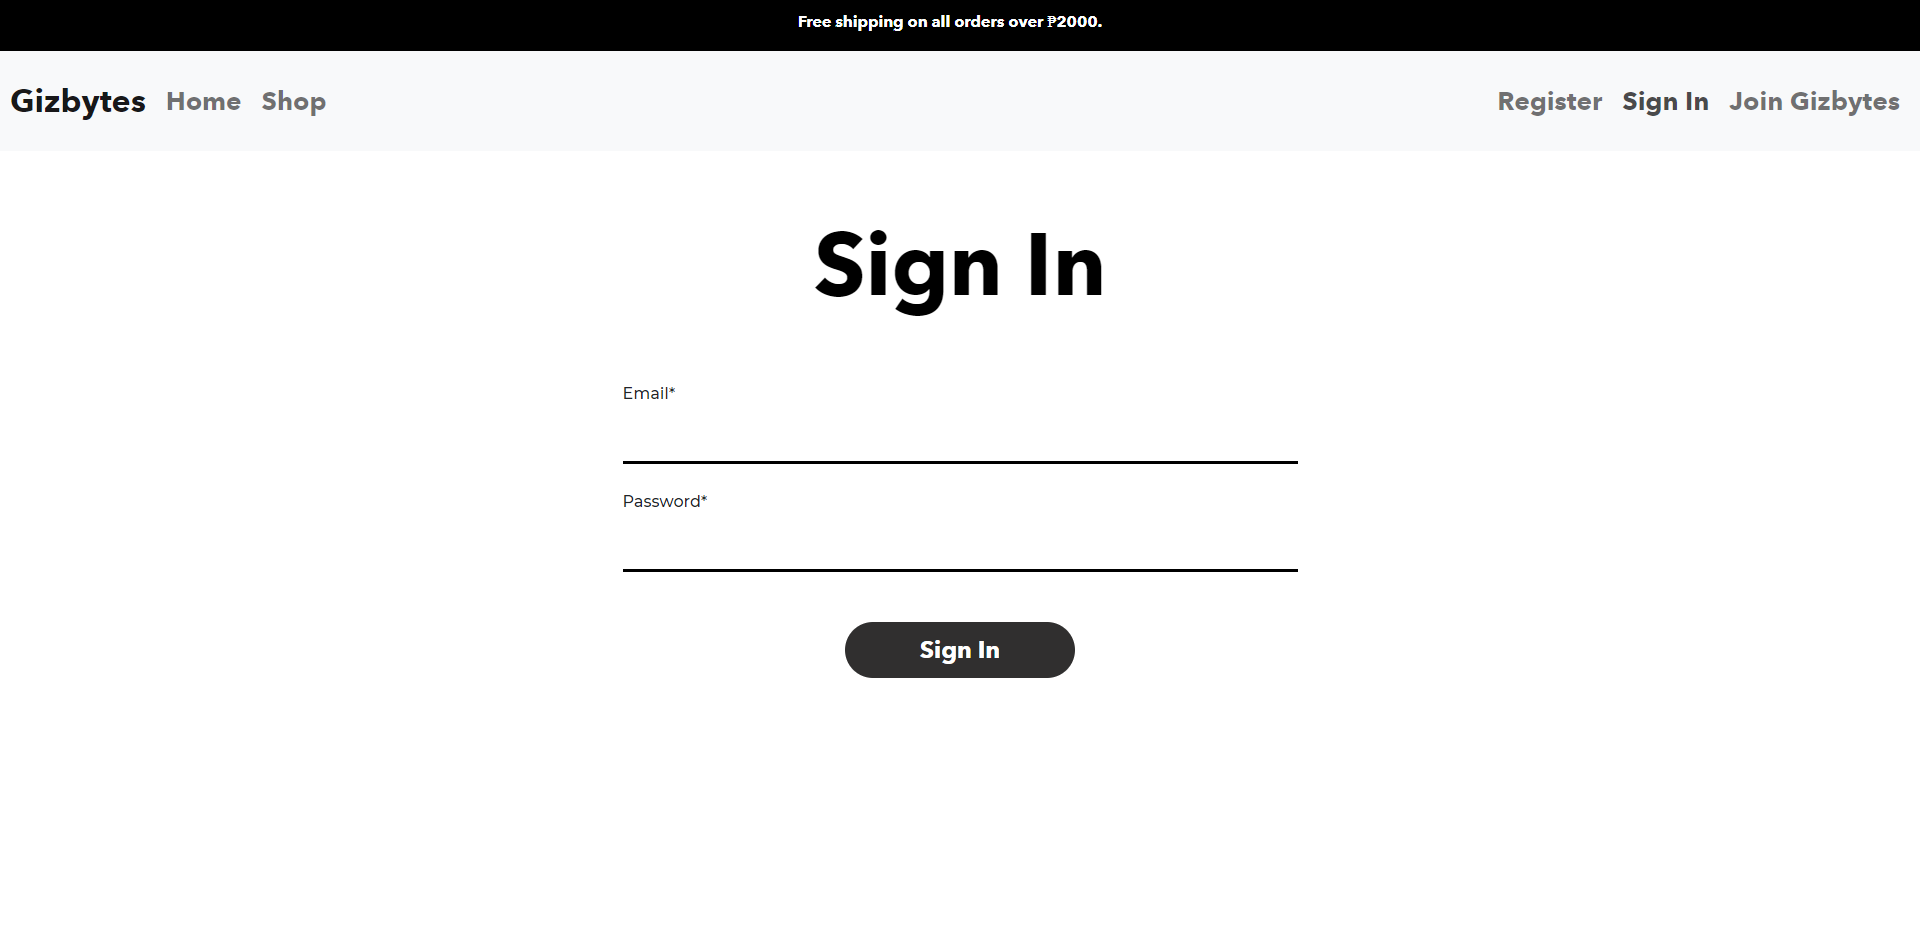 Free shipping on all orders over ₱2000.
Gizbytes Home Shop Register Sign In Join Gizbytes
Sign In
Email*
Password*
Sign In